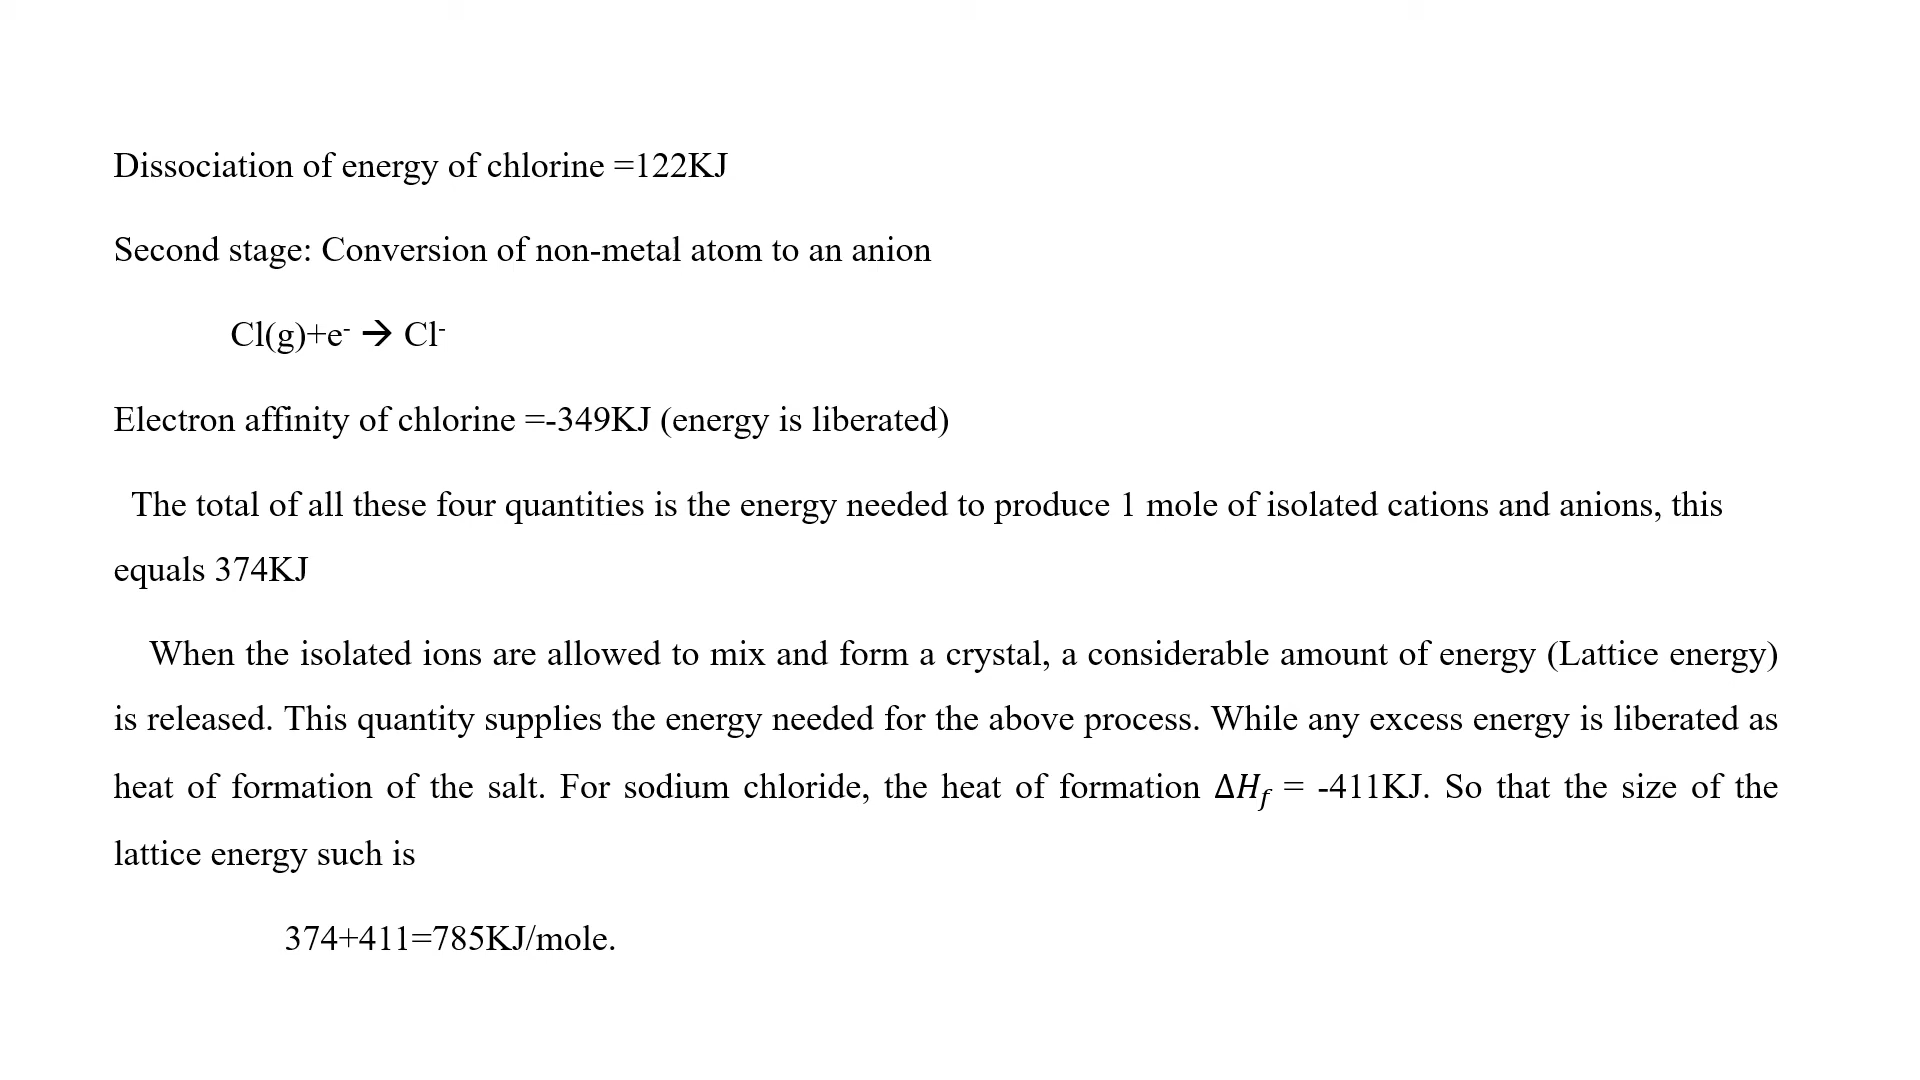 Dissociation of energy of chlorine =122KJ
Second stage: Conversion of non-metal atom to an anion
Cl(g)+e⁻ → Cl⁻
Electron affinity of chlorine =-349KJ (energy is liberated)
The total of all these four quantities is the energy needed to produce 1 mole of isolated cations and anions, this
equals 374KJ
When the isolated ions are allowed to mix and form a crystal, a considerable amount of energy (Lattice energy)
is released. This quantity supplies the energy needed for the above process. While any excess energy is liberated as
heat of formation of the salt. For sodium chloride, the heat of formation ΔH_f = -411KJ. So that the size of the
lattice energy such is
374+411=785KJ/mole.